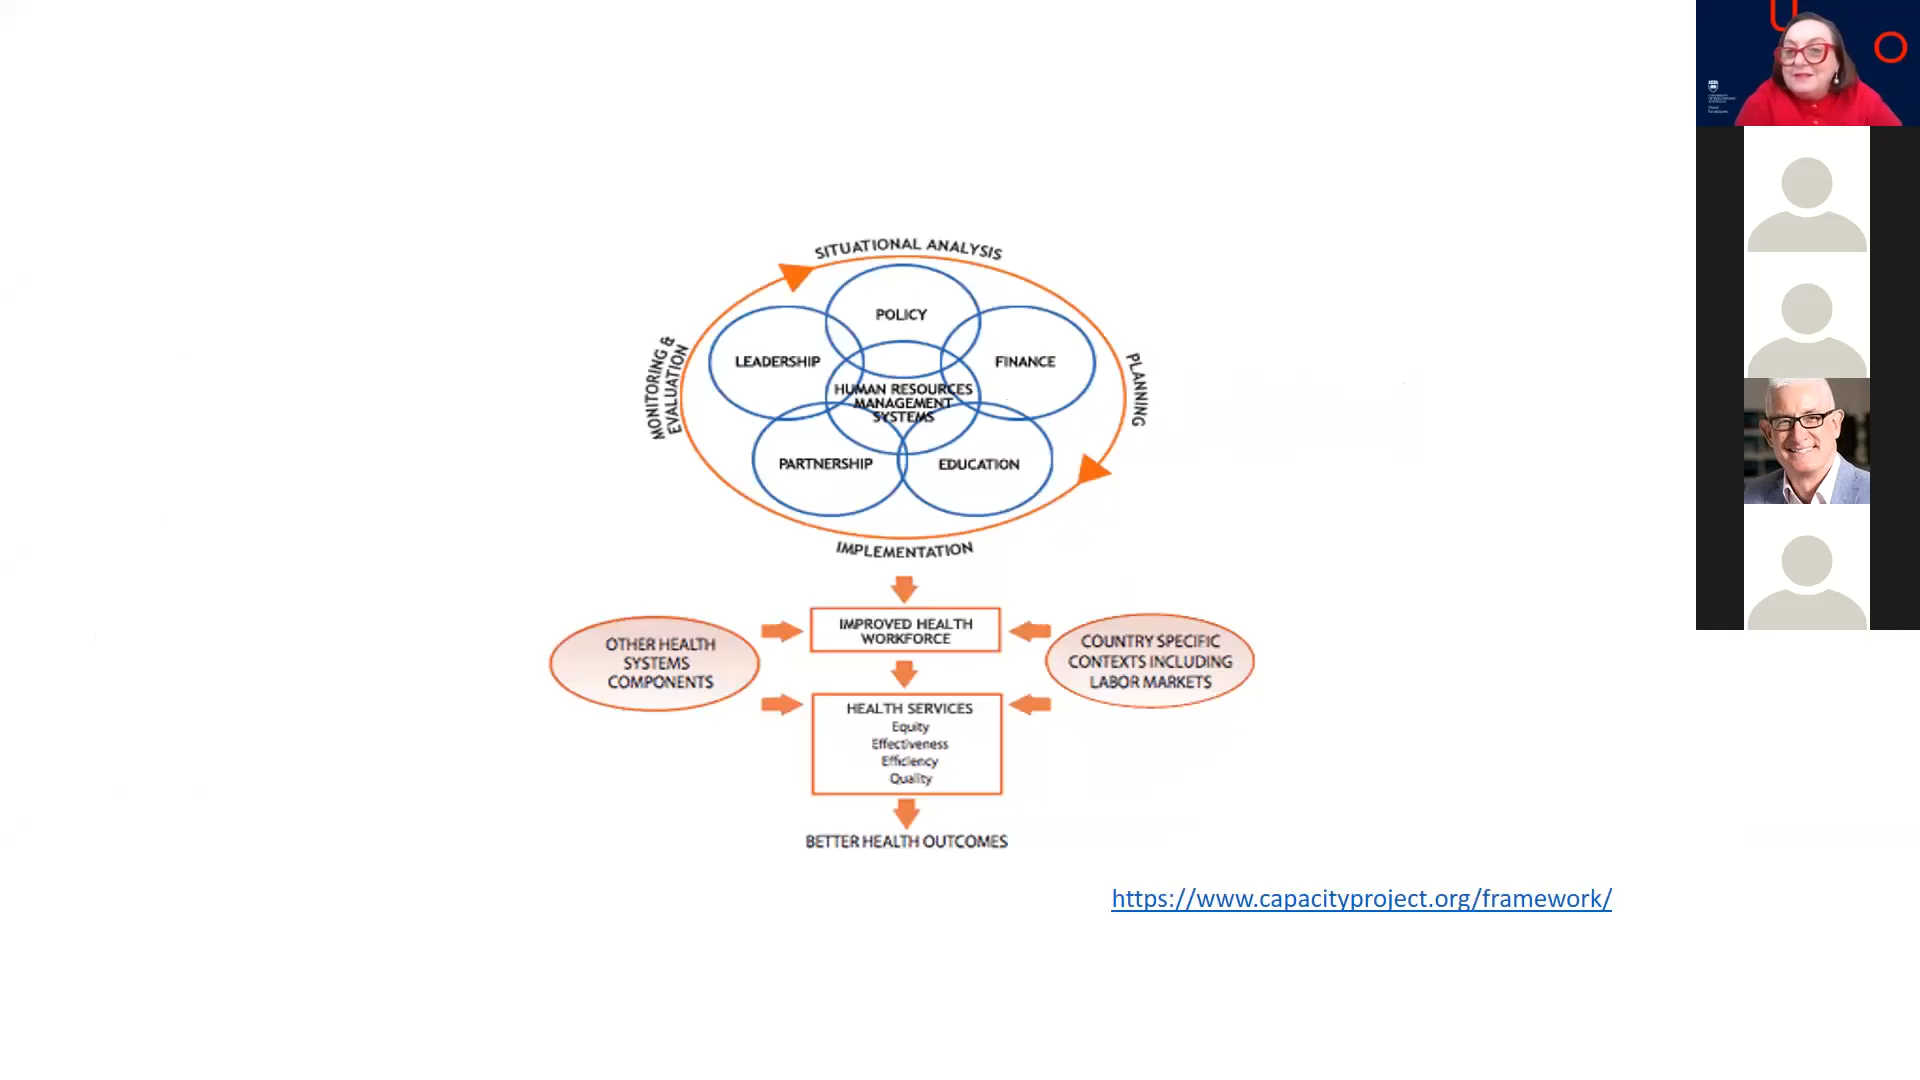 SITUATIONAL ANALYSIS
POLICY
LEADERSHIP
FINANCE
MONITORING &
EVALUATION
PLANNING
HUMAN RESOURCES
MANAGEMENT
SYSTEMS
PARTNERSHIP
EDUCATION
IMPLEMENTATION
IMPROVED HEALTH
WORKFORCE
OTHER HEALTH
SYSTEMS
COMPONENTS
COUNTRY SPECIFIC
CONTEXTS INCLUDING
LABOR MARKETS
HEALTH SERVICES
Equity
Effectiveness
Efficiency
Quality
BETTER HEALTH OUTCOMES
https://www.capacityproject.org/framework/